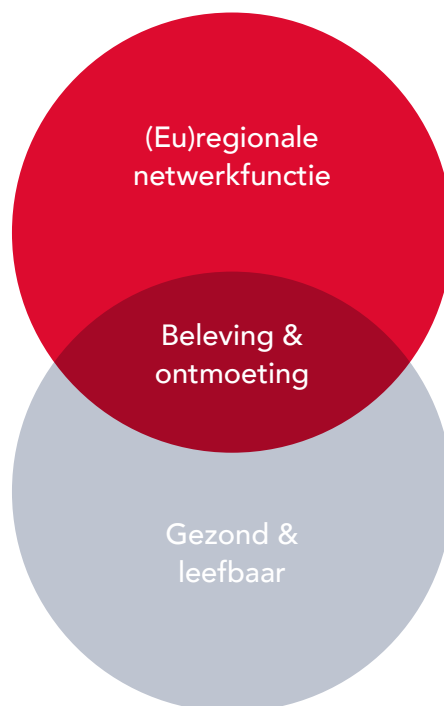 (Eu)regionale
netwerkfunctie
Beleving &
ontmoeting
Gezond &
leefbaar